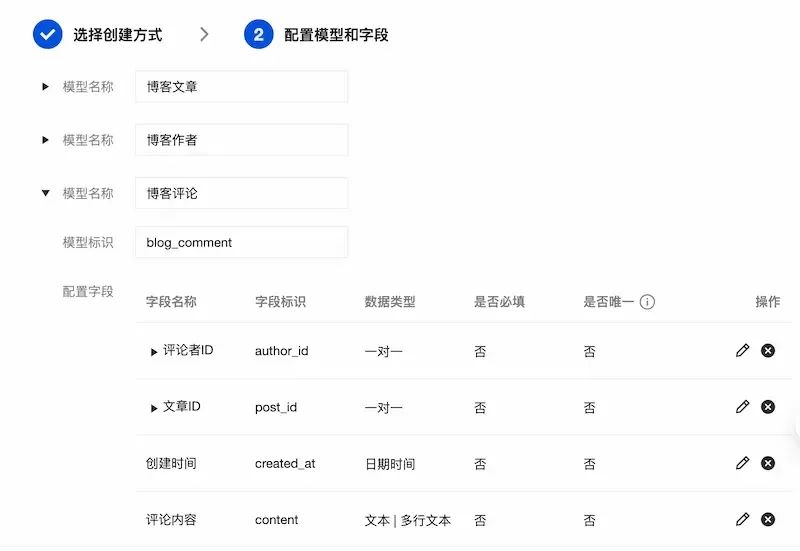 选择创建方式 2 配置模型和字段
模型名称 博客文章
模型名称 博客作者
模型名称 博客评论
模型标识 blog_comment
配置字段
字段名称 字段标识 数据类型 是否必填 是否唯一 操作
评论者ID author_id 一对一 否 否
文章ID post_id 一对一 否 否
创建时间 created_at 日期时间 否 否
评论内容 content 文本 | 多行文本 否 否